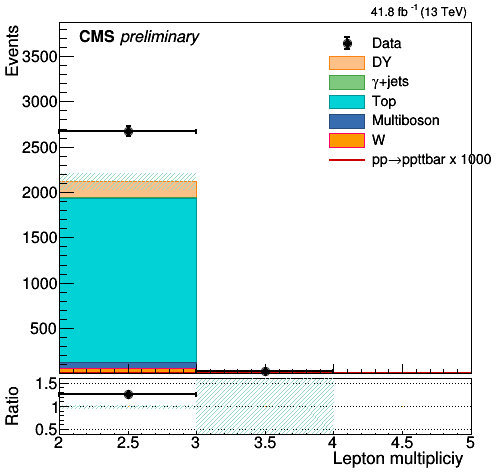 41.8 fb⁻¹ (13 TeV)
CMS preliminary
Events
3500
3000
2500
2000
1500
1000
500
Data
DY
γ+jets
Top
Multiboson
W
pp→ppttbar x 1000
Ratio
1.5
1
0.5
2 2.5 3 3.5 4 4.5 5
Lepton multipliciy